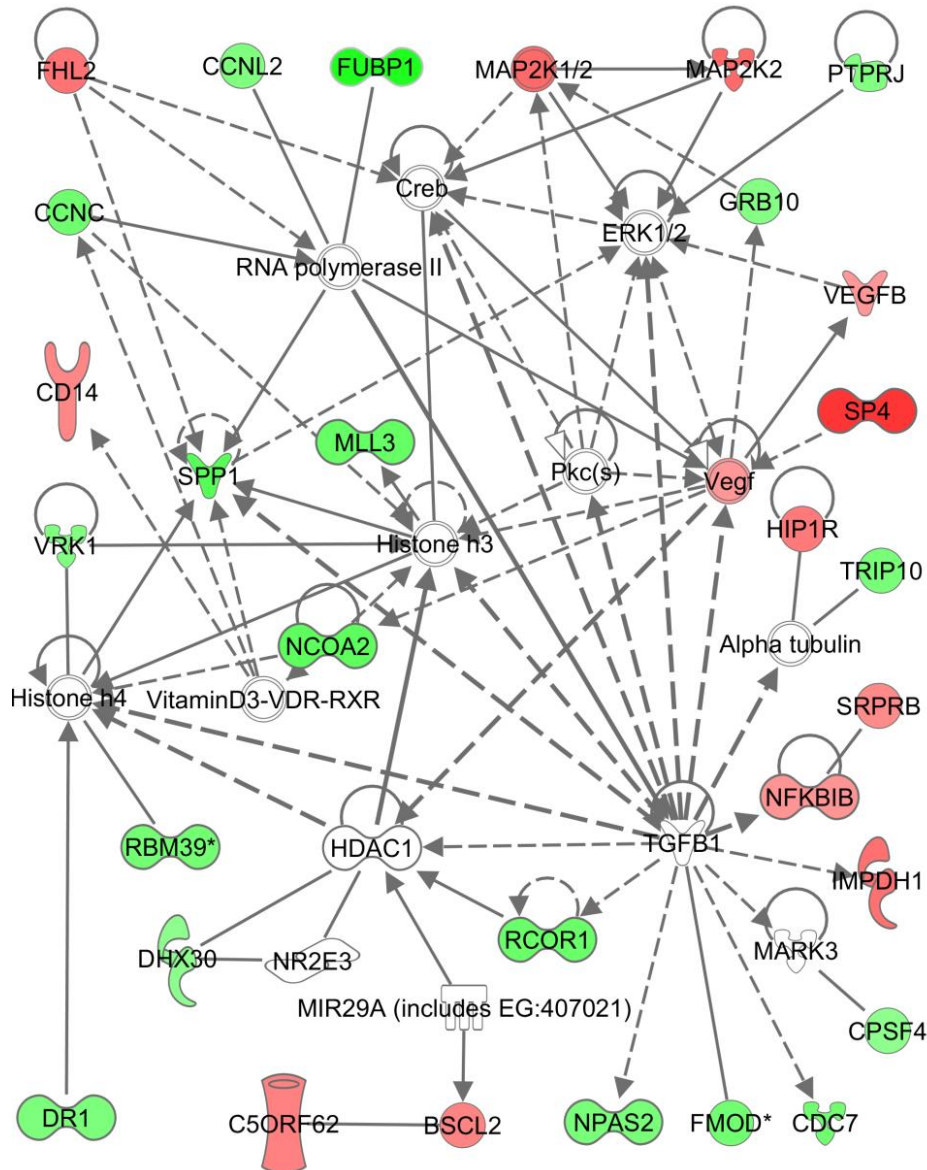 FHL2
CCNL2
FUBP1
MAP2K1/2
MAP2K2
PTPRJ
Creb
CCNC
GRB10
ERK1/2
RNA polymerase II
VEGFB
CD14
SP4
MLL3
SPP1
Pkc(s)
Vegf
HIP1R
VRK1
Histone h3
TRIP10
NCOA2
Alpha tubulin
Histone h4
VitaminD3-VDR-RXR
SRPRB
NFKBIB
RBM39*
HDAC1
TGFB1
IMPDH1
RCOR1
DHX30
NR2E3
MARK3
MIR29A (includes EG:407021)
CPSF4
DR1
C5ORF62
BSCL2
NPAS2
FMOD*
CDC7